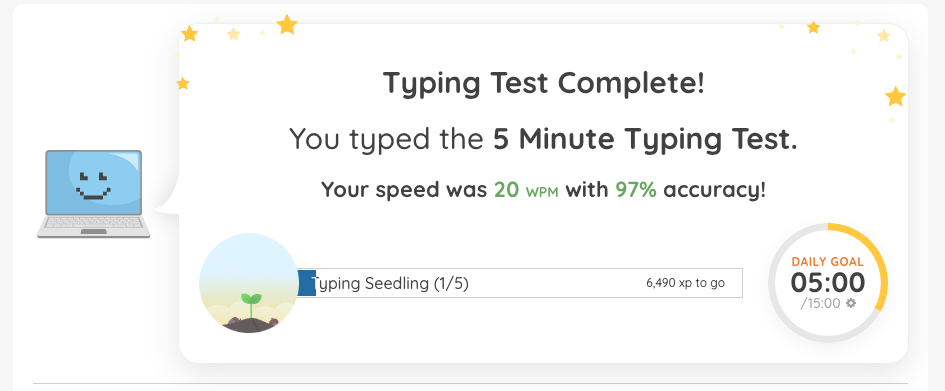 Typing Test Complete!
You typed the 5 Minute Typing Test.
Your speed was 20 WPM with 97% accuracy!
Typing Seedling (1/5)
6,490 xp to go
DAILY GOAL
05:00
/15:00